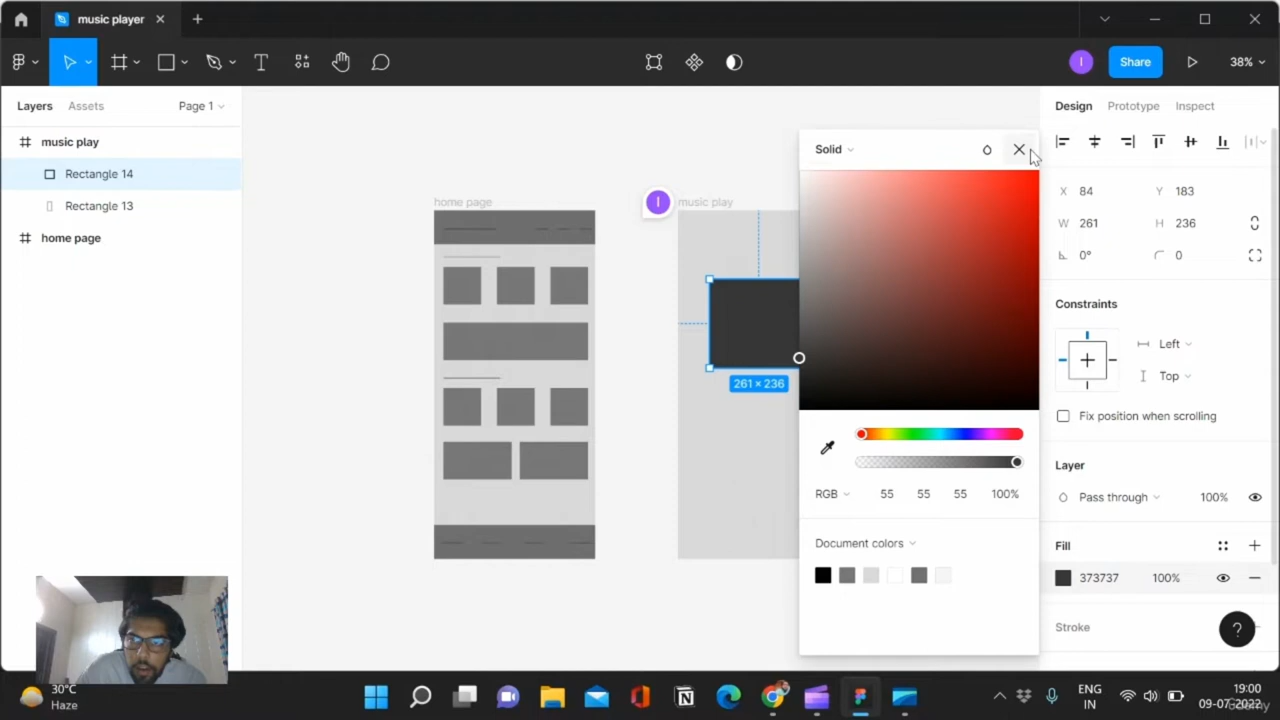 music player
Share
38%
Layers
Assets
Page 1
Design
Prototype
Inspect
music play
Rectangle 14
Rectangle 13
home page
home page
I
music play
261 × 236
Solid
RGB 55 55 55 100%
Document colors
X 84 Y 183
W 261 H 236
0° 0
Constraints
Left
Top
Fix position when scrolling
Layer
Pass through 100%
Fill
373737 100%
Stroke
?
I
30°C
Haze
ENG
IN
19:00
09-07-2022